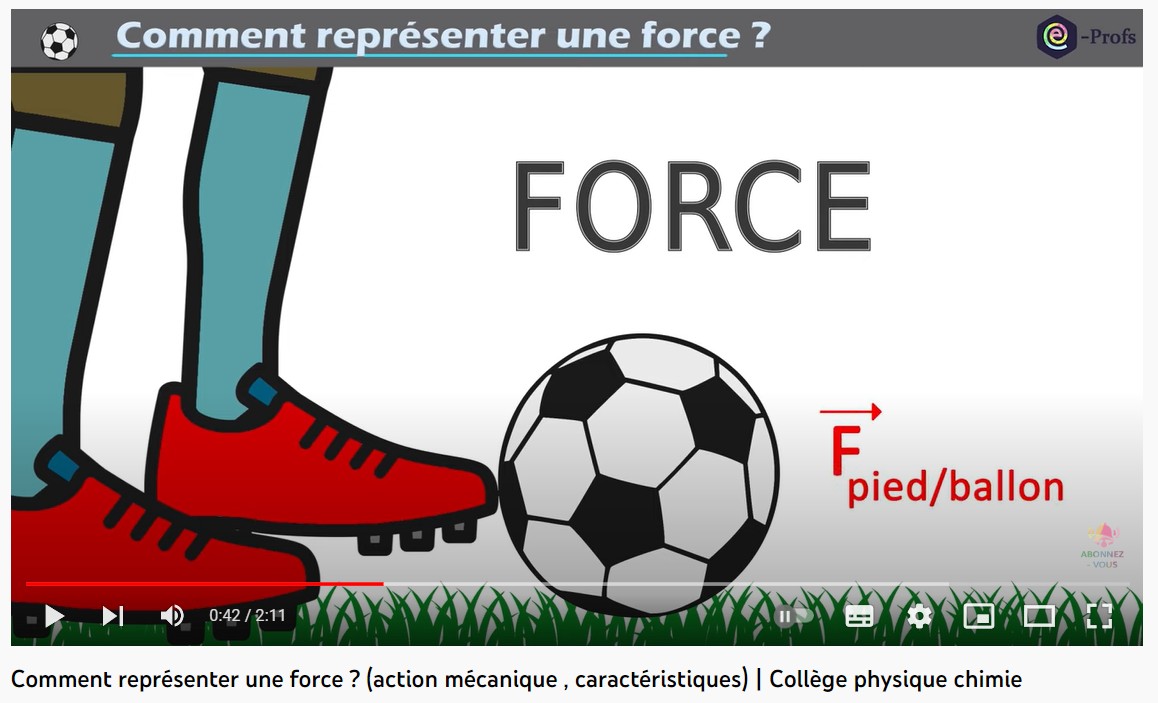 Comment représenter une force ?
e-Profs
FORCE
F
pied/ballon
ABONNEZ
-VOUS
0:42 / 2:11
Comment représenter une force ? (action mécanique , caractéristiques) | Collège physique chimie